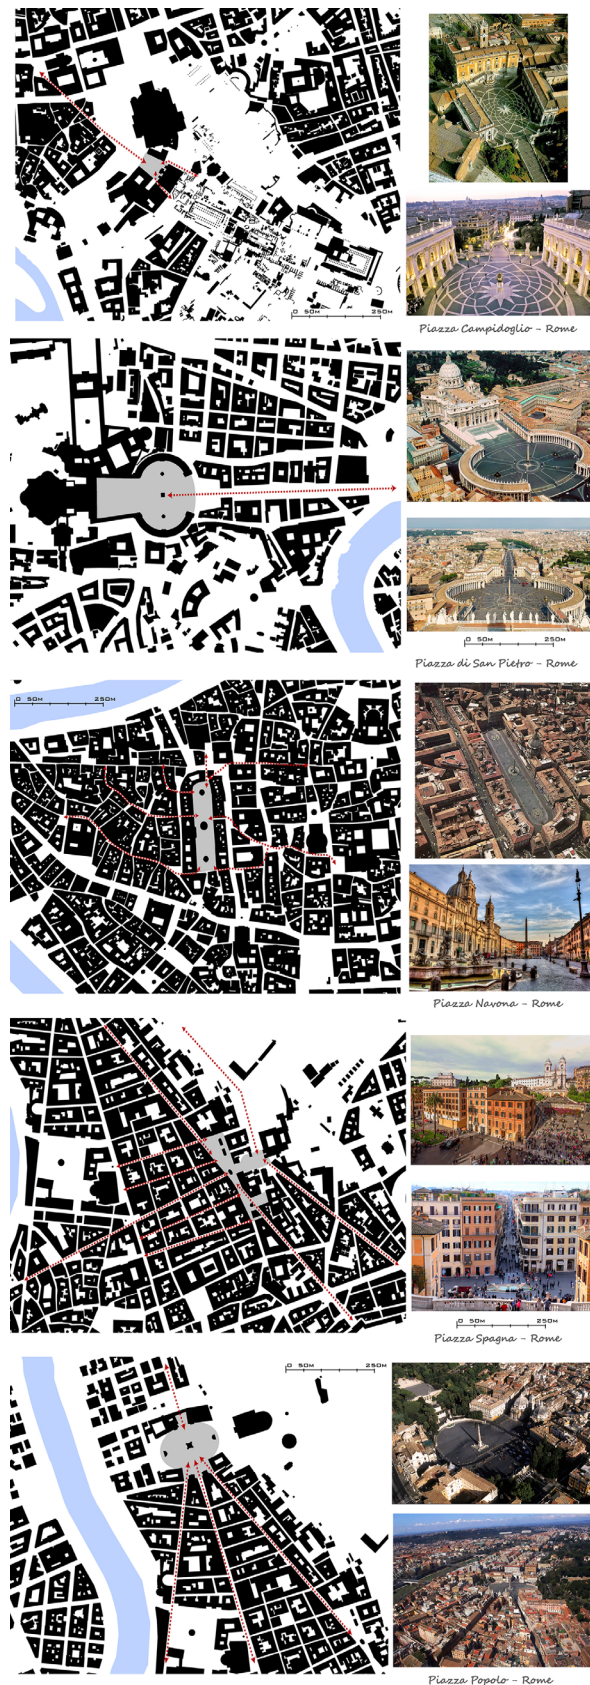 0 50M 250M
Piazza Campidoglio - Rome
0 50M 250M
Piazza di San Pietro - Rome
0 50M 250M
Piazza Navona - Rome
0 50M 250M
Piazza Spagna - Rome
0 50M 250M
Piazza Popolo - Rome